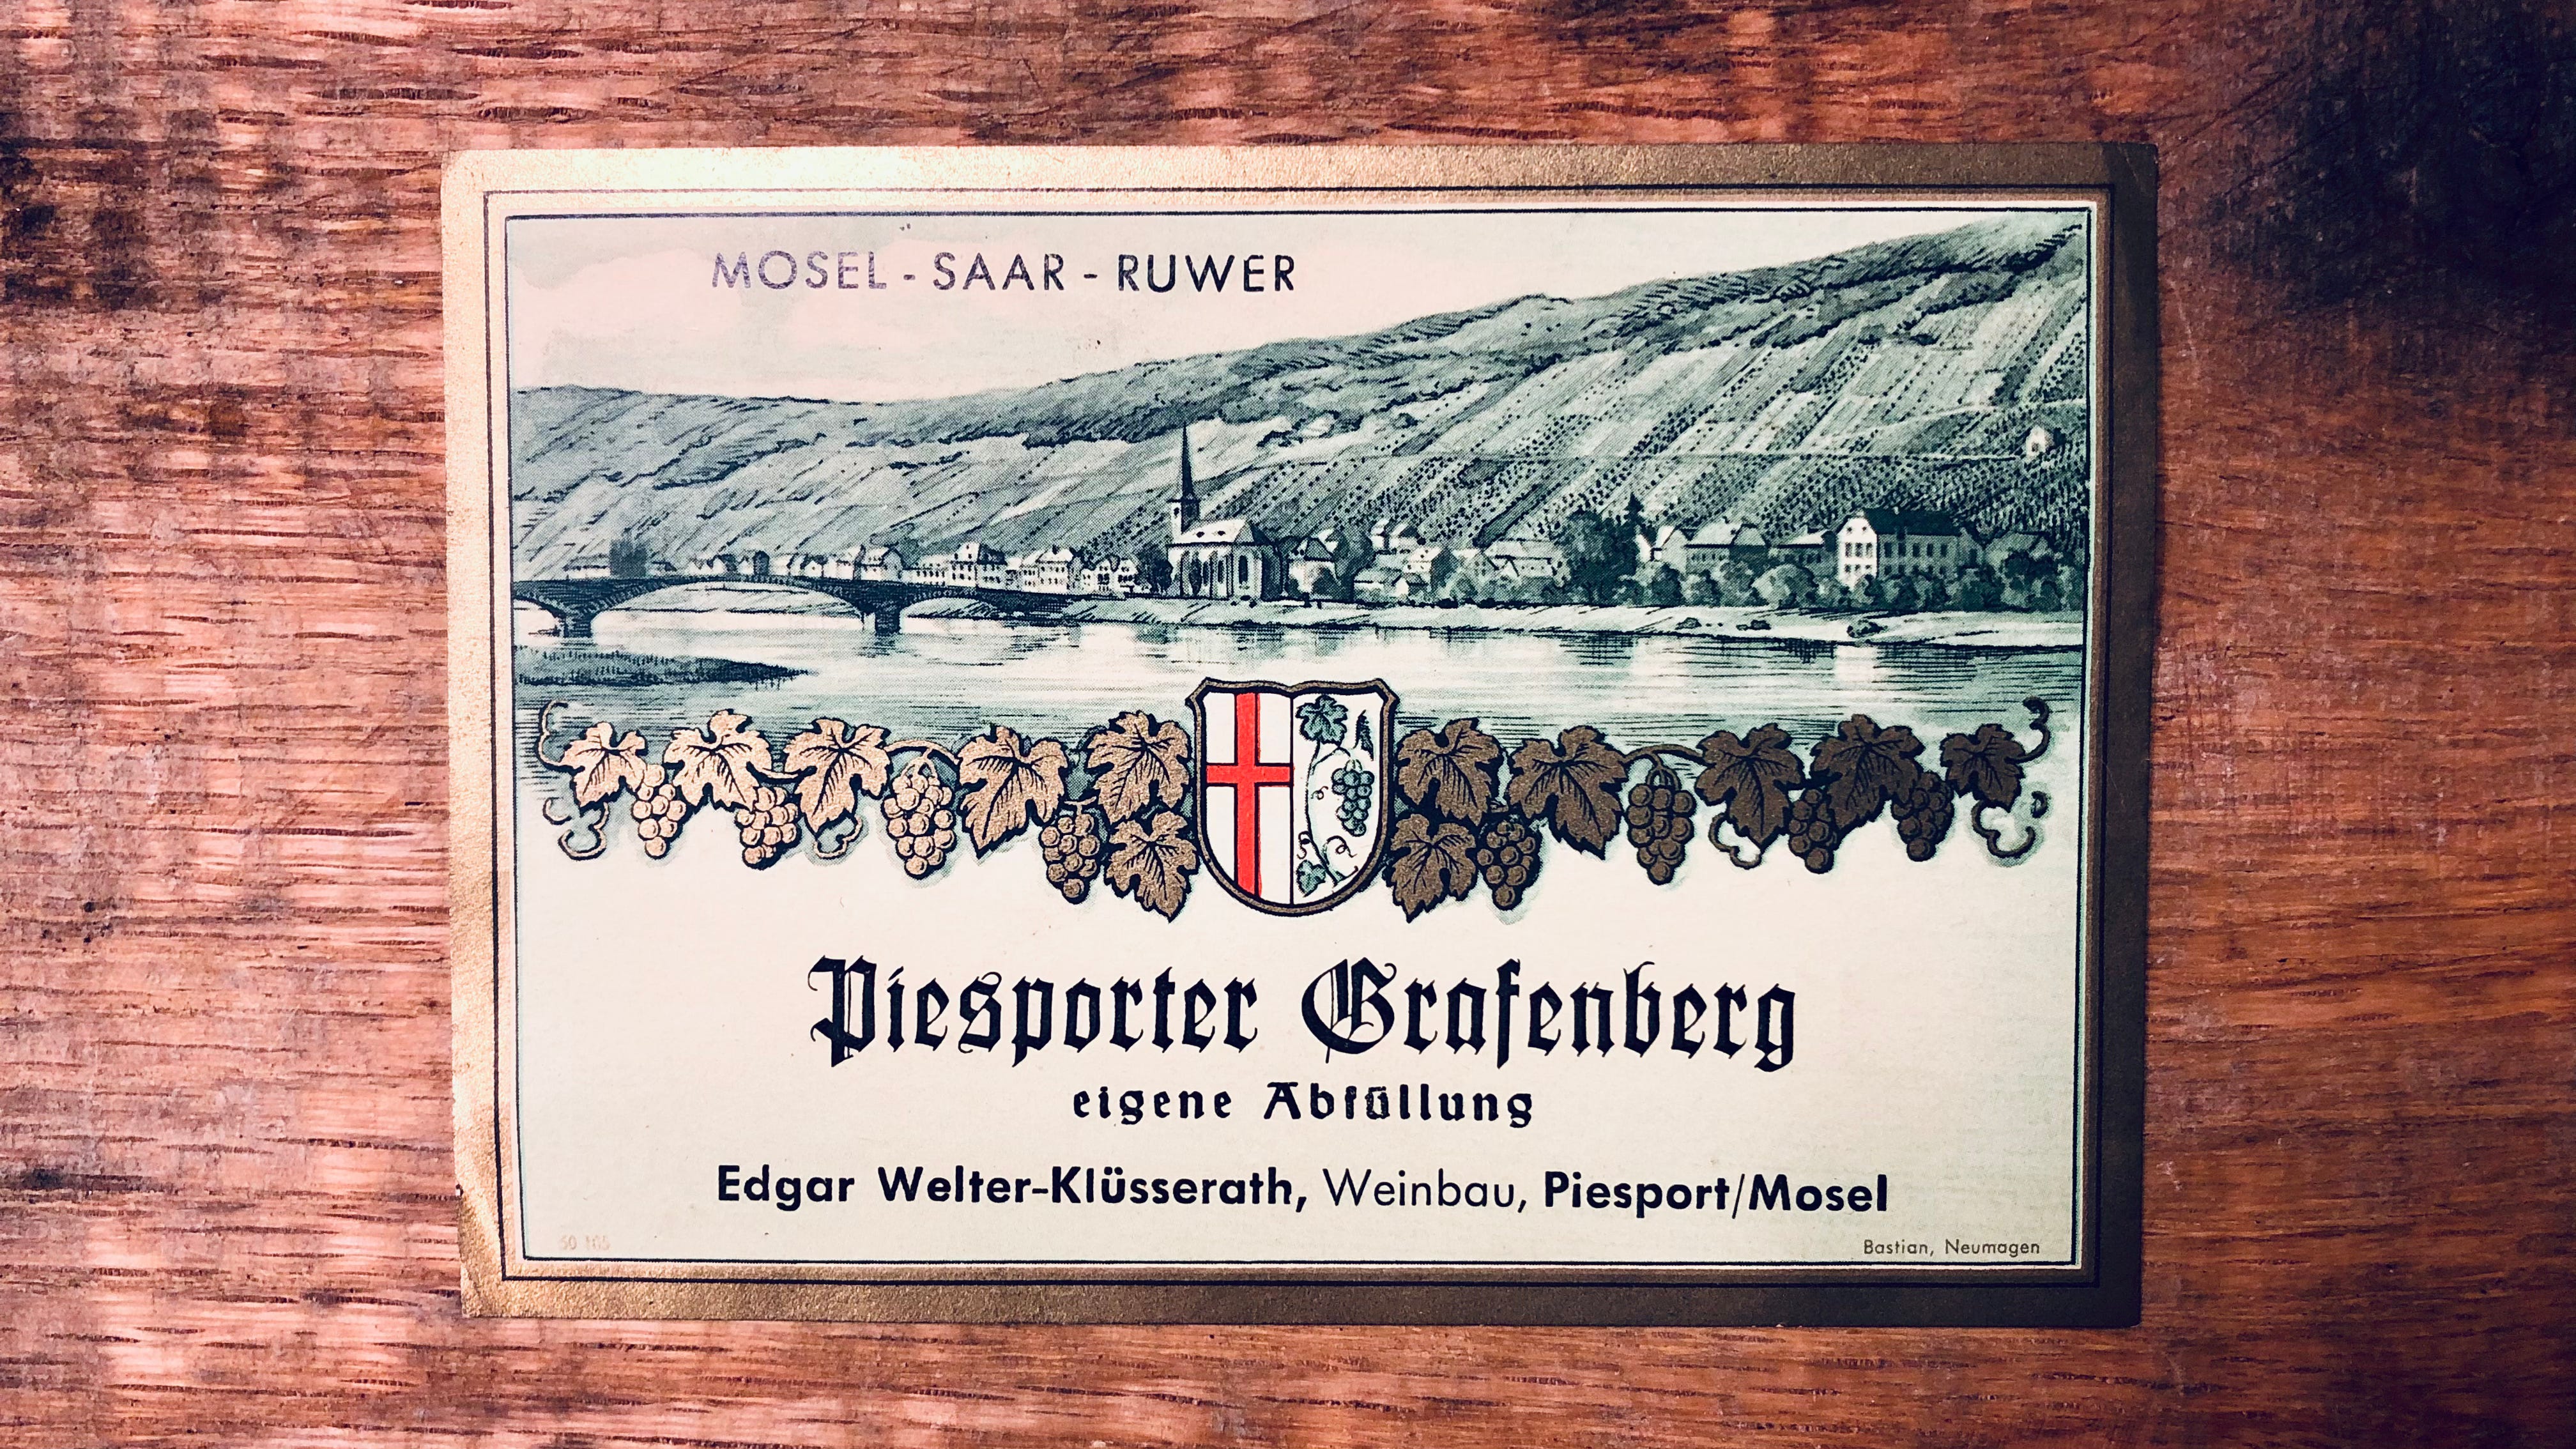 MOSEL - SAAR - RUWER
Piesporter Grafenberg
eigene Abfüllung
Edgar Welter-Klüsserath, Weinbau, Piesport/Mosel
Bastian, Neumagen